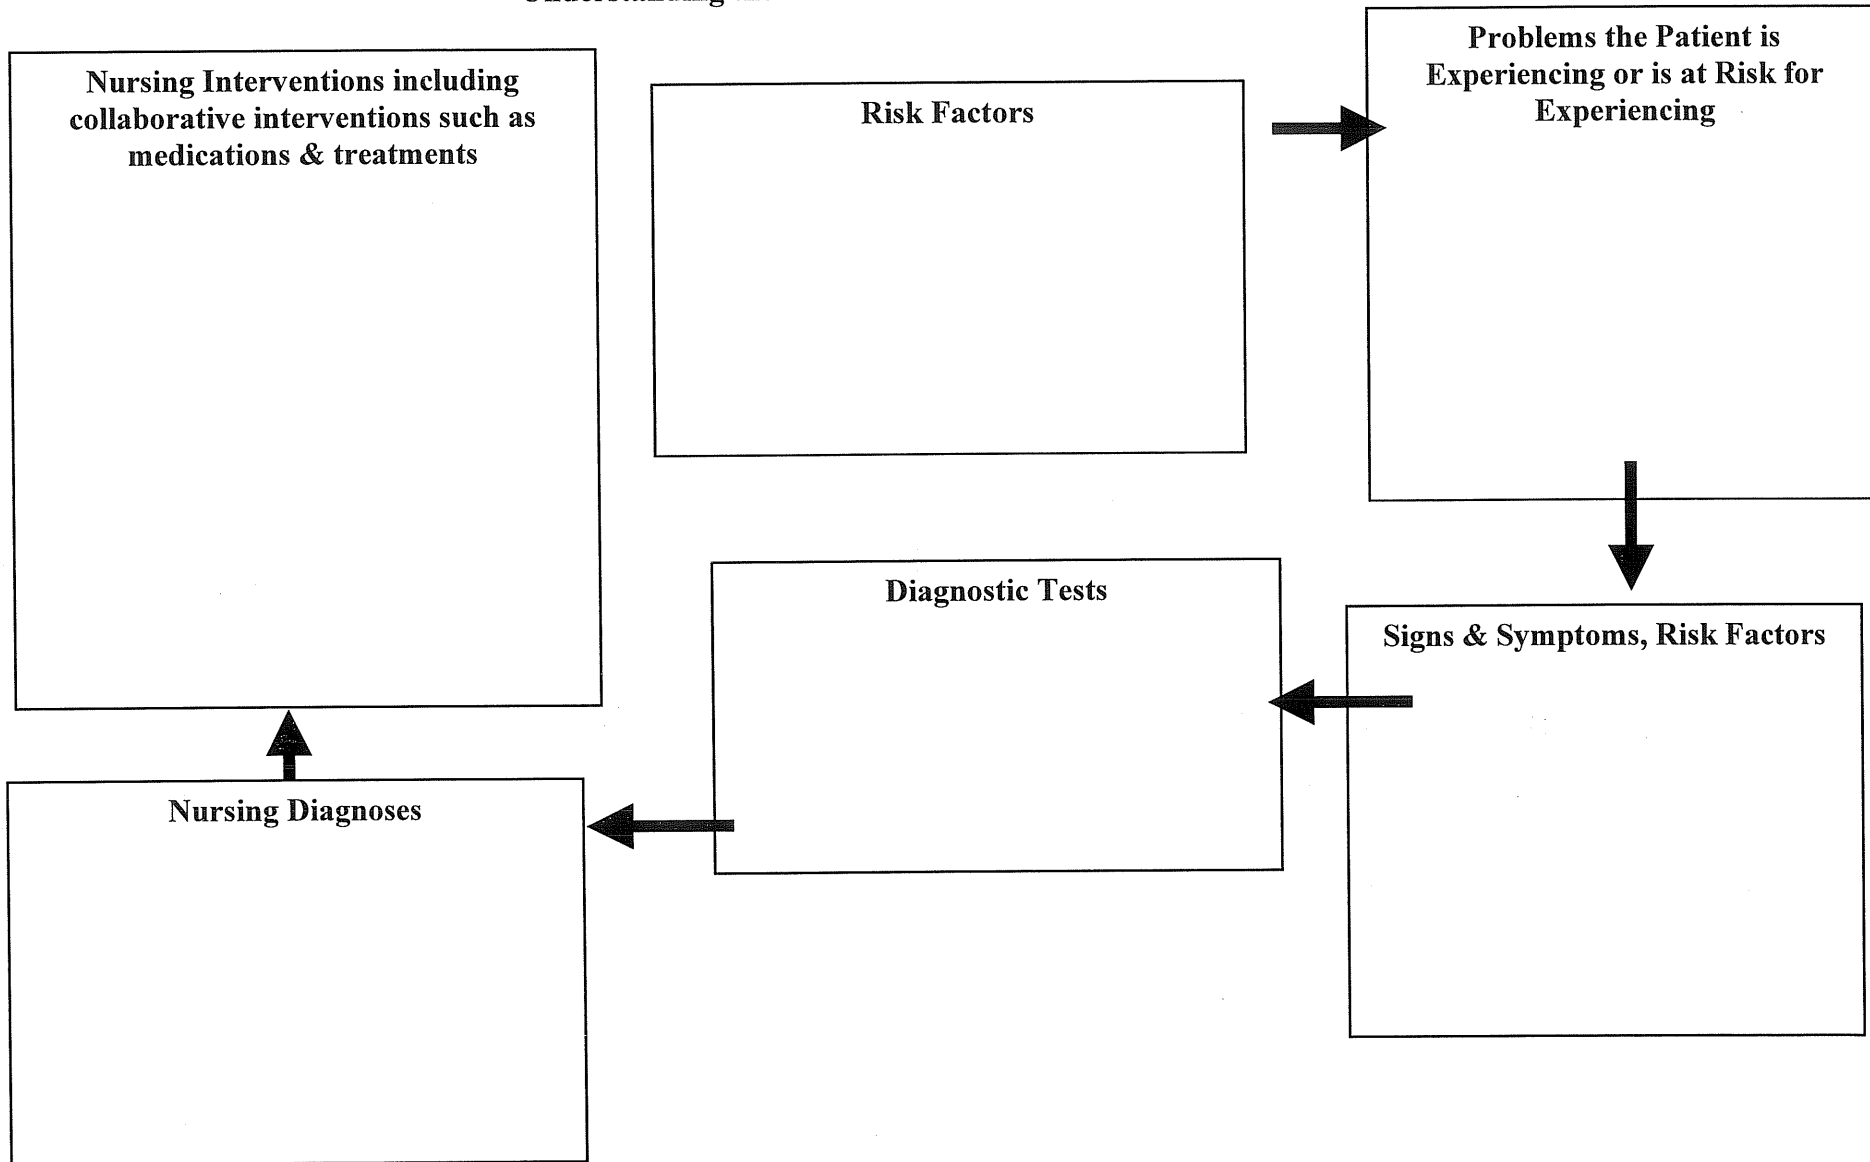 Nursing Interventions including
collaborative interventions such as
medications & treatments
Risk Factors
Problems the Patient is
Experiencing or is at Risk for
Experiencing
Diagnostic Tests
Signs & Symptoms, Risk Factors
Nursing Diagnoses